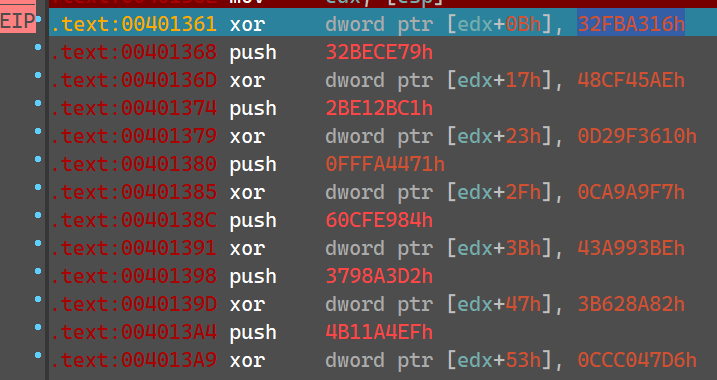 mov edx, [esp]
EIP .text:00401361 xor dword ptr [edx+0Bh], 32FBA316h
.text:00401368 push 32BECE79h
.text:0040136D xor dword ptr [edx+17h], 48CF45AEh
.text:00401374 push 2BE12BC1h
.text:00401379 xor dword ptr [edx+23h], 0D29F3610h
.text:00401380 push 0FFFA4471h
.text:00401385 xor dword ptr [edx+2Fh], 0CA9A9F7h
.text:0040138C push 60CFE984h
.text:00401391 xor dword ptr [edx+3Bh], 43A993BEh
.text:00401398 push 3798A3D2h
.text:0040139D xor dword ptr [edx+47h], 3B628A82h
.text:004013A4 push 4B11A4EFh
.text:004013A9 xor dword ptr [edx+53h], 0CCC047D6h